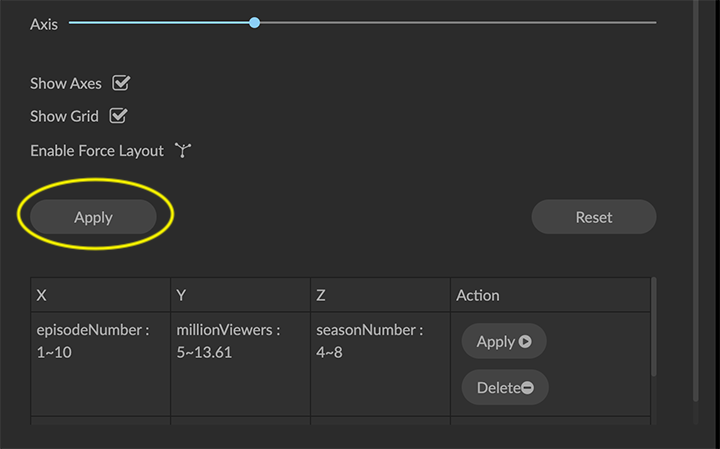 Axis
Show Axes
Show Grid
Enable Force Layout
Apply Reset
X Y Z Action
episodeNumber : millionViewers : seasonNumber :
1~10 5~13.61 4~8
Apply
Delete